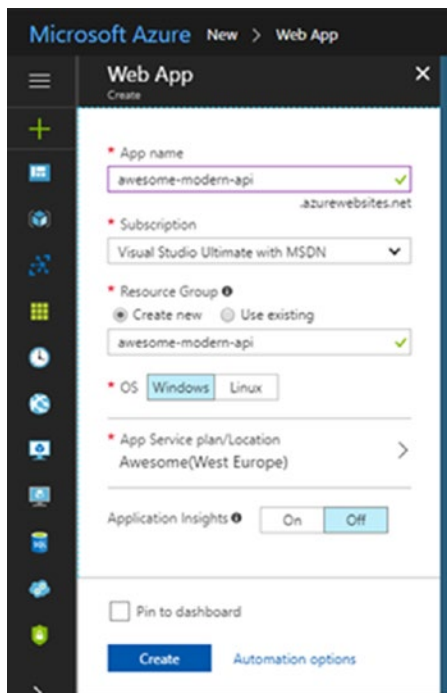 Microsoft Azure New > Web App
Web App
Create
* App name
awesome-modern-api
.azurewebsites.net
* Subscription
Visual Studio Ultimate with MSDN
* Resource Group
Create new Use existing
awesome-modern-api
* OS Windows Linux
* App Service plan/Location
Awesome(West Europe)
Application Insights On Off
Pin to dashboard
Create Automation options